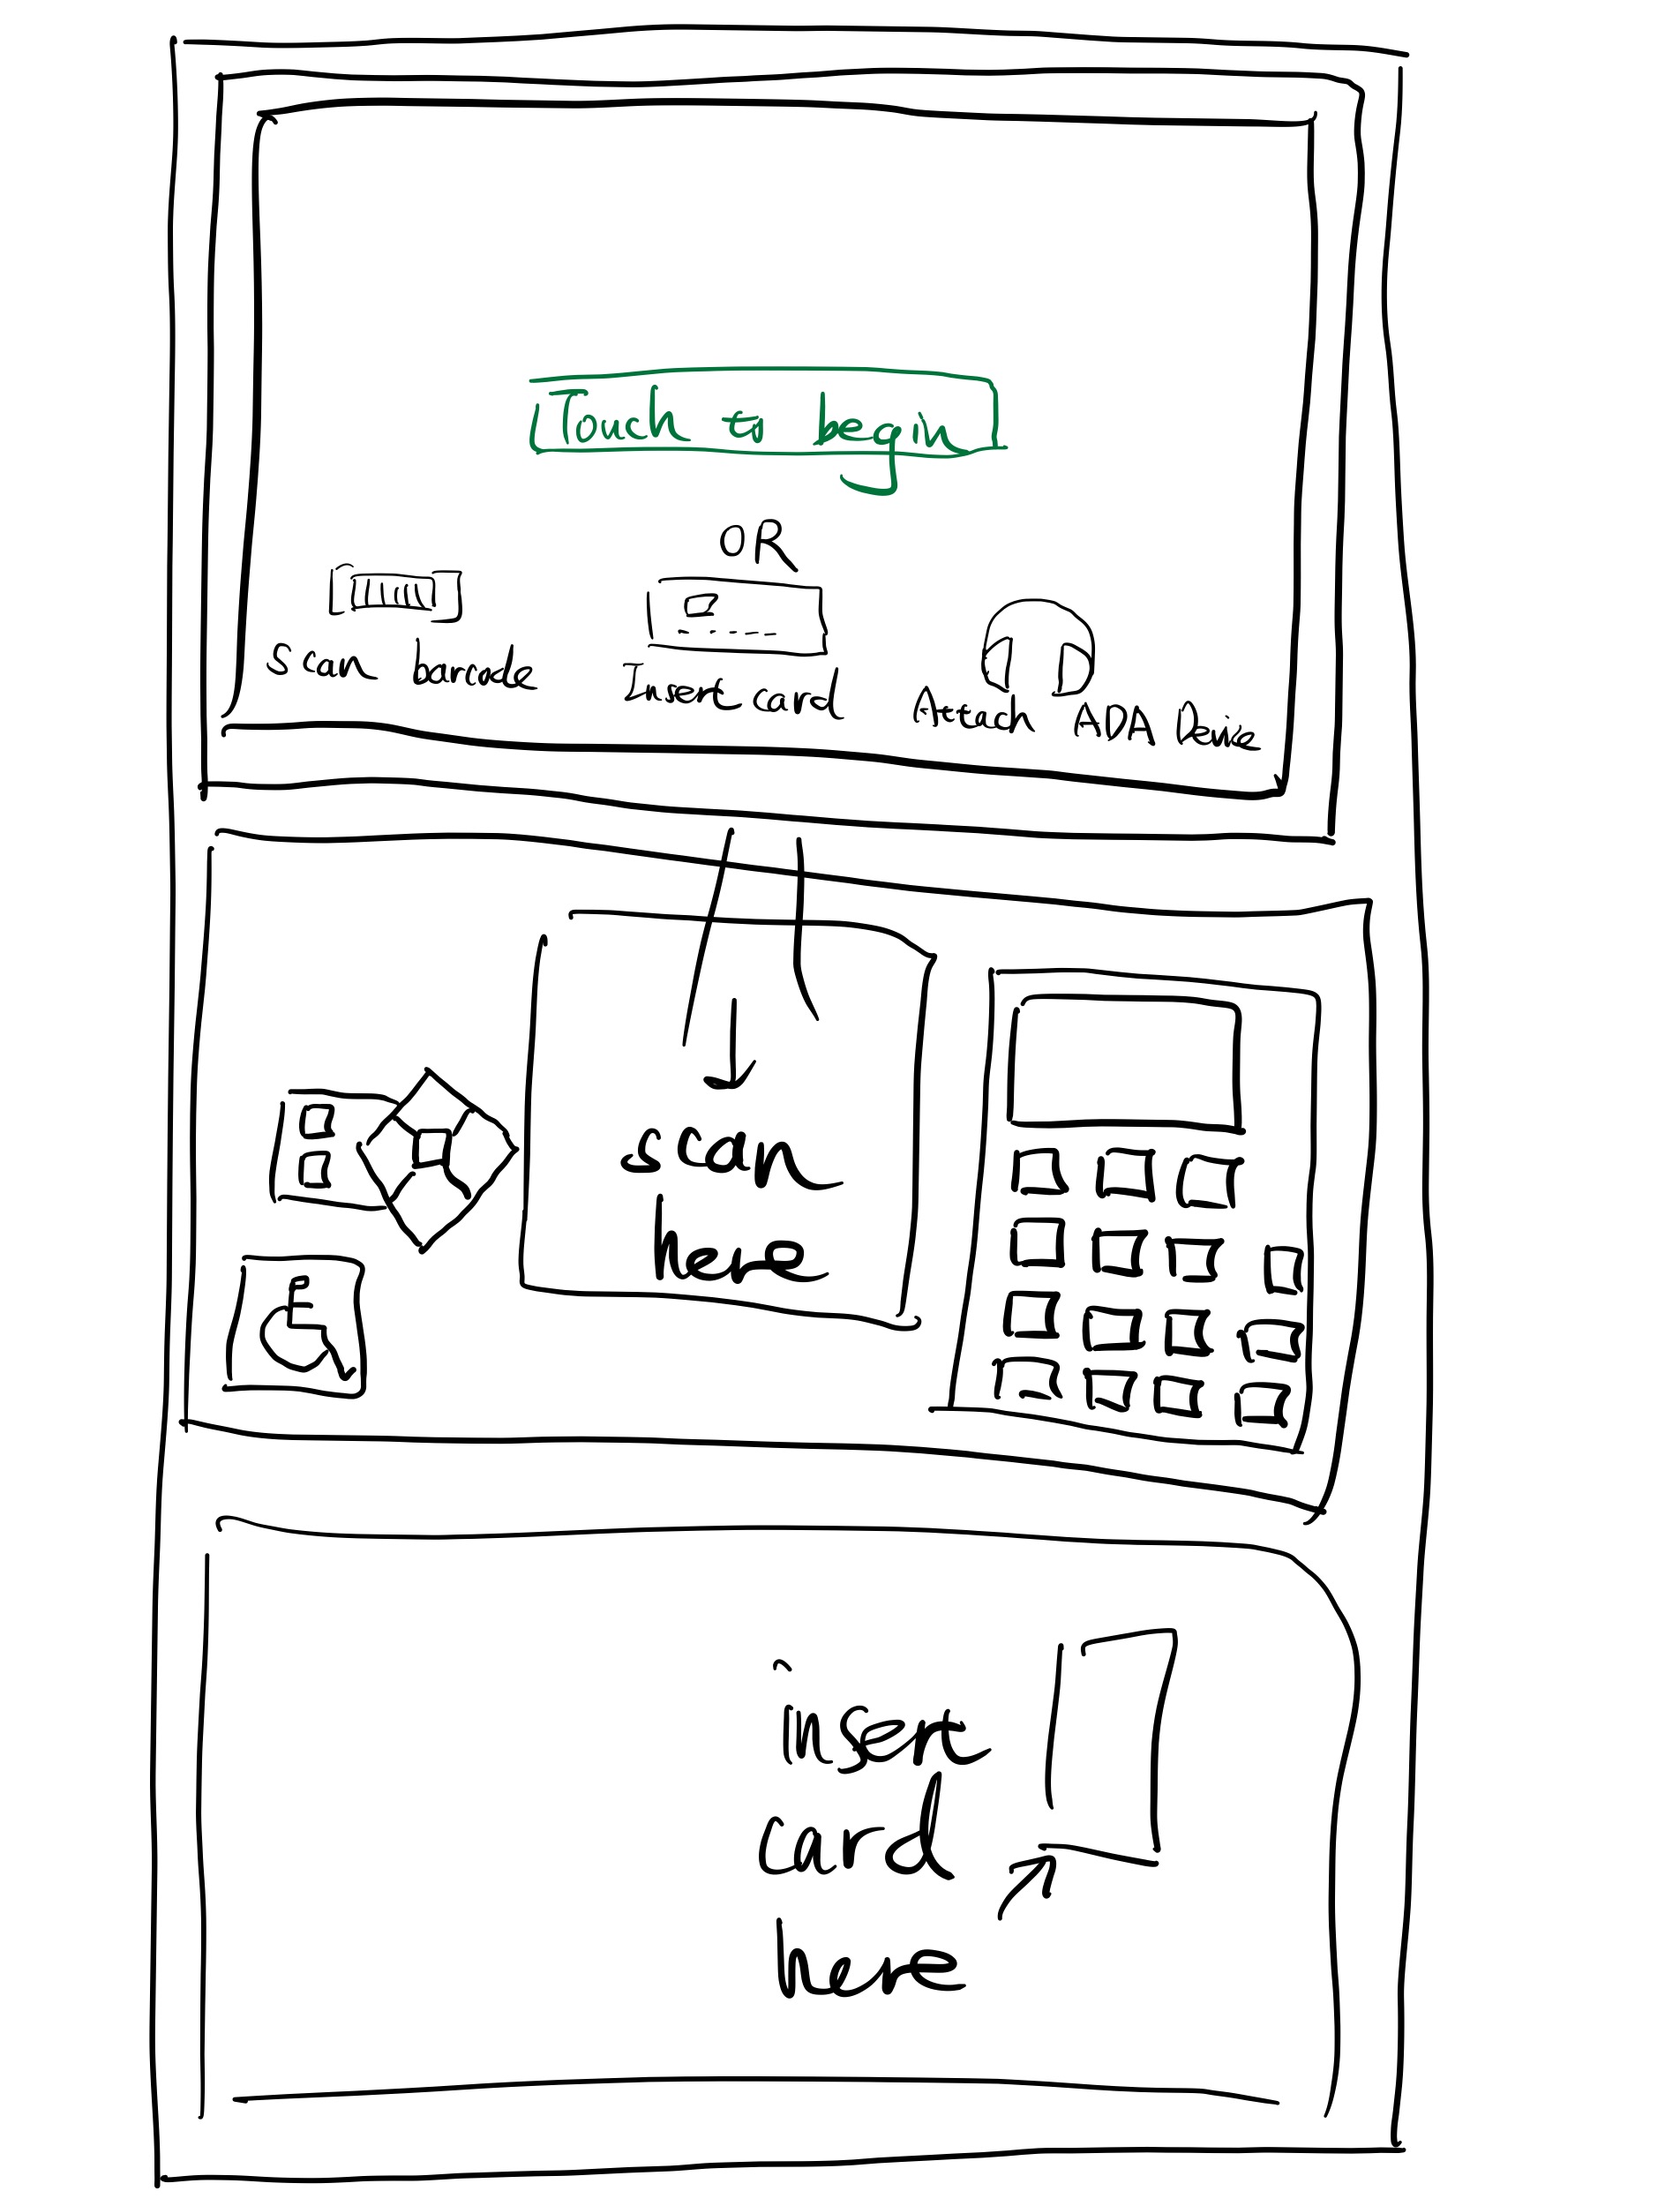 Touch to begin
OR
Scan barcode
Insert card
Attach ADA Device
scan
here
insert
card
here